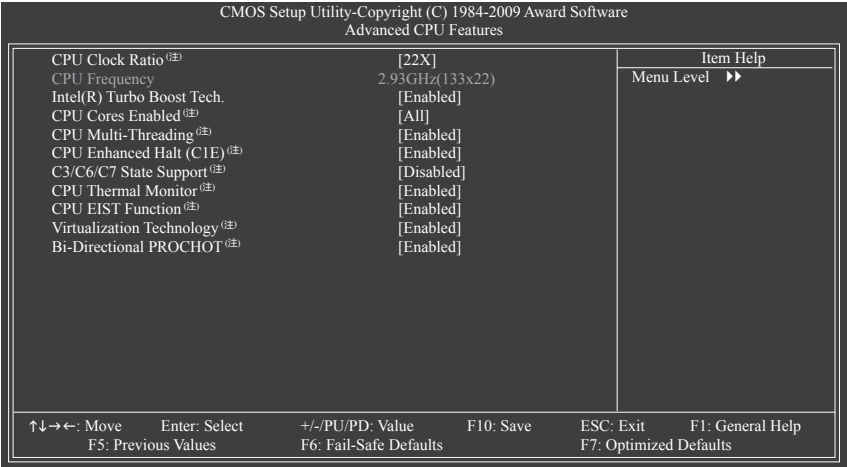 CMOS Setup Utility-Copyright (C) 1984-2009 Award Software
Advanced CPU Features
CPU Clock Ratio (注) [22X]
CPU Frequency 2.93GHz(133x22)
Intel(R) Turbo Boost Tech. [Enabled]
CPU Cores Enabled (注) [All]
CPU Multi-Threading (注) [Enabled]
CPU Enhanced Halt (C1E) (注) [Enabled]
C3/C6/C7 State Support (注) [Disabled]
CPU Thermal Monitor (注) [Enabled]
CPU EIST Function (注) [Enabled]
Virtualization Technology (注) [Enabled]
Bi-Directional PROCHOT (注) [Enabled]
Item Help
Menu Level ▶▶
↑↓→←: Move Enter: Select +/-/PU/PD: Value F10: Save ESC: Exit F1: General Help
F5: Previous Values F6: Fail-Safe Defaults F7: Optimized Defaults